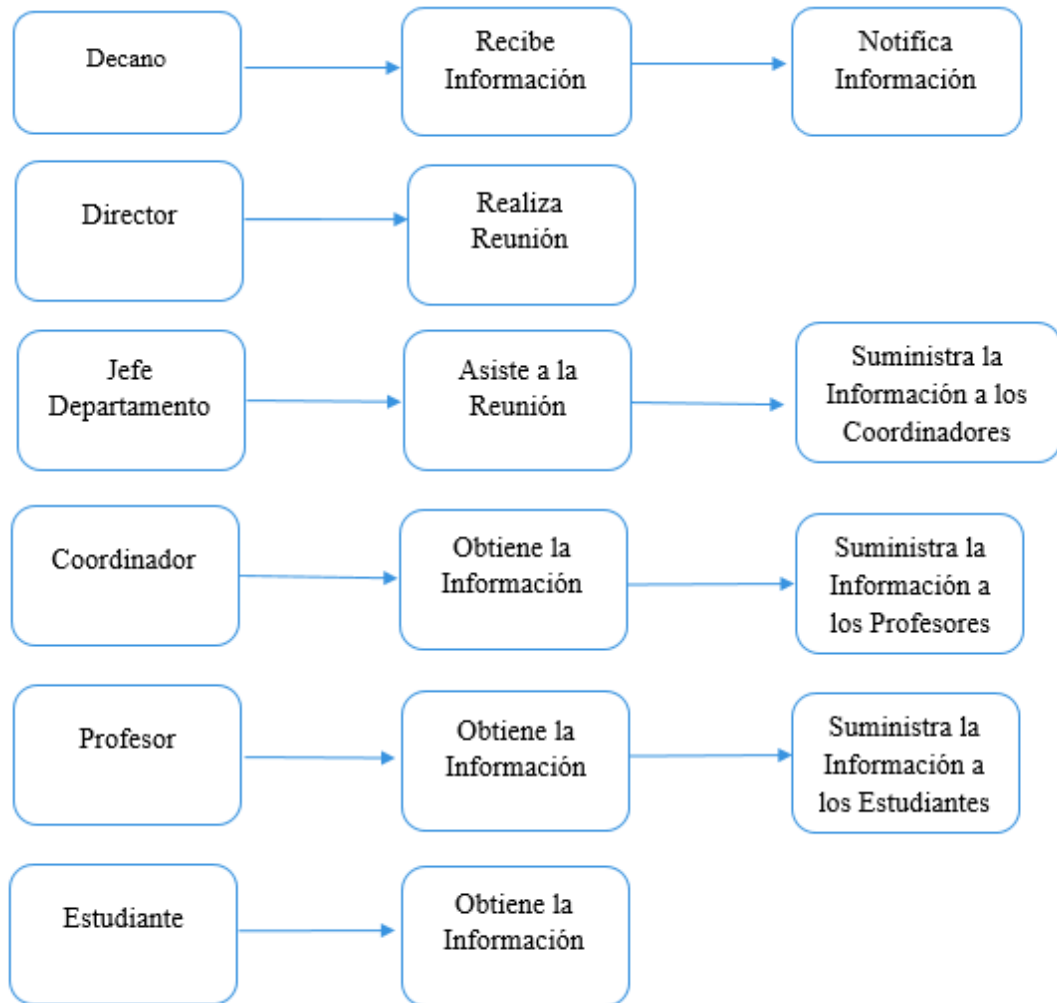 Decano
Recibe
Información
Notifica
Información
Director
Realiza
Reunión
Jefe
Departamento
Asiste a la
Reunión
Suministra la
Información a los
Coordinadores
Coordinador
Obtiene la
Información
Suministra la
Información a
los Profesores
Profesor
Obtiene la
Información
Suministra la
Información a
los Estudiantes
Estudiante
Obtiene la
Información